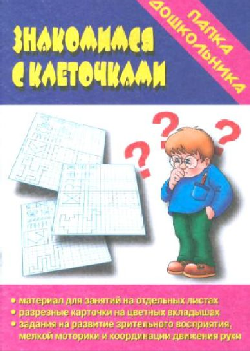 ЗНАКОМИМСЯ
С КЛЕТОЧКАМИ
ПАПКА
ДОШКОЛЬНИКА
? ? ?
• материал для занятий на отдельных листах
• разрезные карточки на цветных вкладышах
• задания на развитие зрительного восприятия,
мелкой моторики и координации движения руки